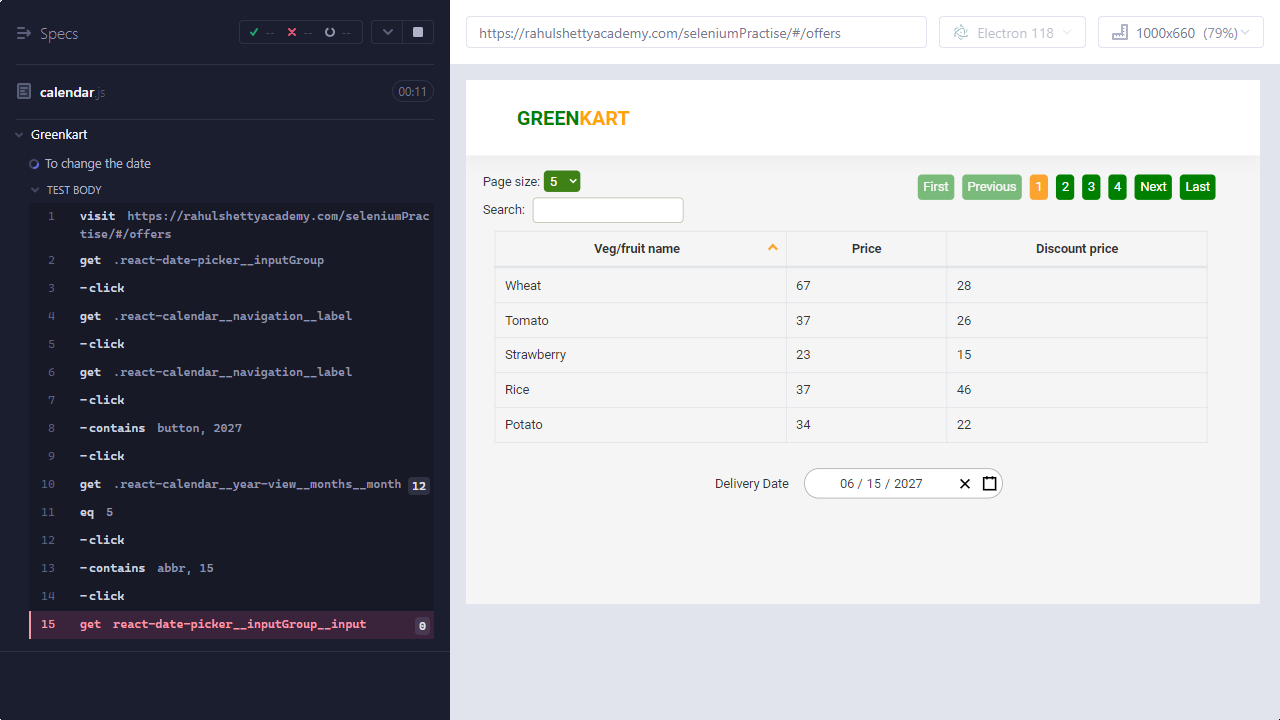 Specs
-- -- --
calendar.js 00:11
Greenkart
To change the date
TEST BODY
1 visit https://rahulshettyacademy.com/seleniumPrac
tise/#/offers
2 get .react-date-picker__inputGroup
3 -click
4 get .react-calendar__navigation__label
5 -click
6 get .react-calendar__navigation__label
7 -click
8 -contains button, 2027
9 -click
10 get .react-calendar__year-view__months__month 12
11 eq 5
12 -click
13 -contains abbr, 15
14 -click
15 get react-date-picker__inputGroup__input 0
https://rahulshettyacademy.com/seleniumPractise/#/offers
Electron 118
1000x660 (79%)
GREENKART
Page size: 5
First Previous 1 2 3 4 Next Last
Search:
Veg/fruit name Price Discount price
Wheat 67 28
Tomato 37 26
Strawberry 23 15
Rice 37 46
Potato 34 22
Delivery Date 06 / 15 / 2027